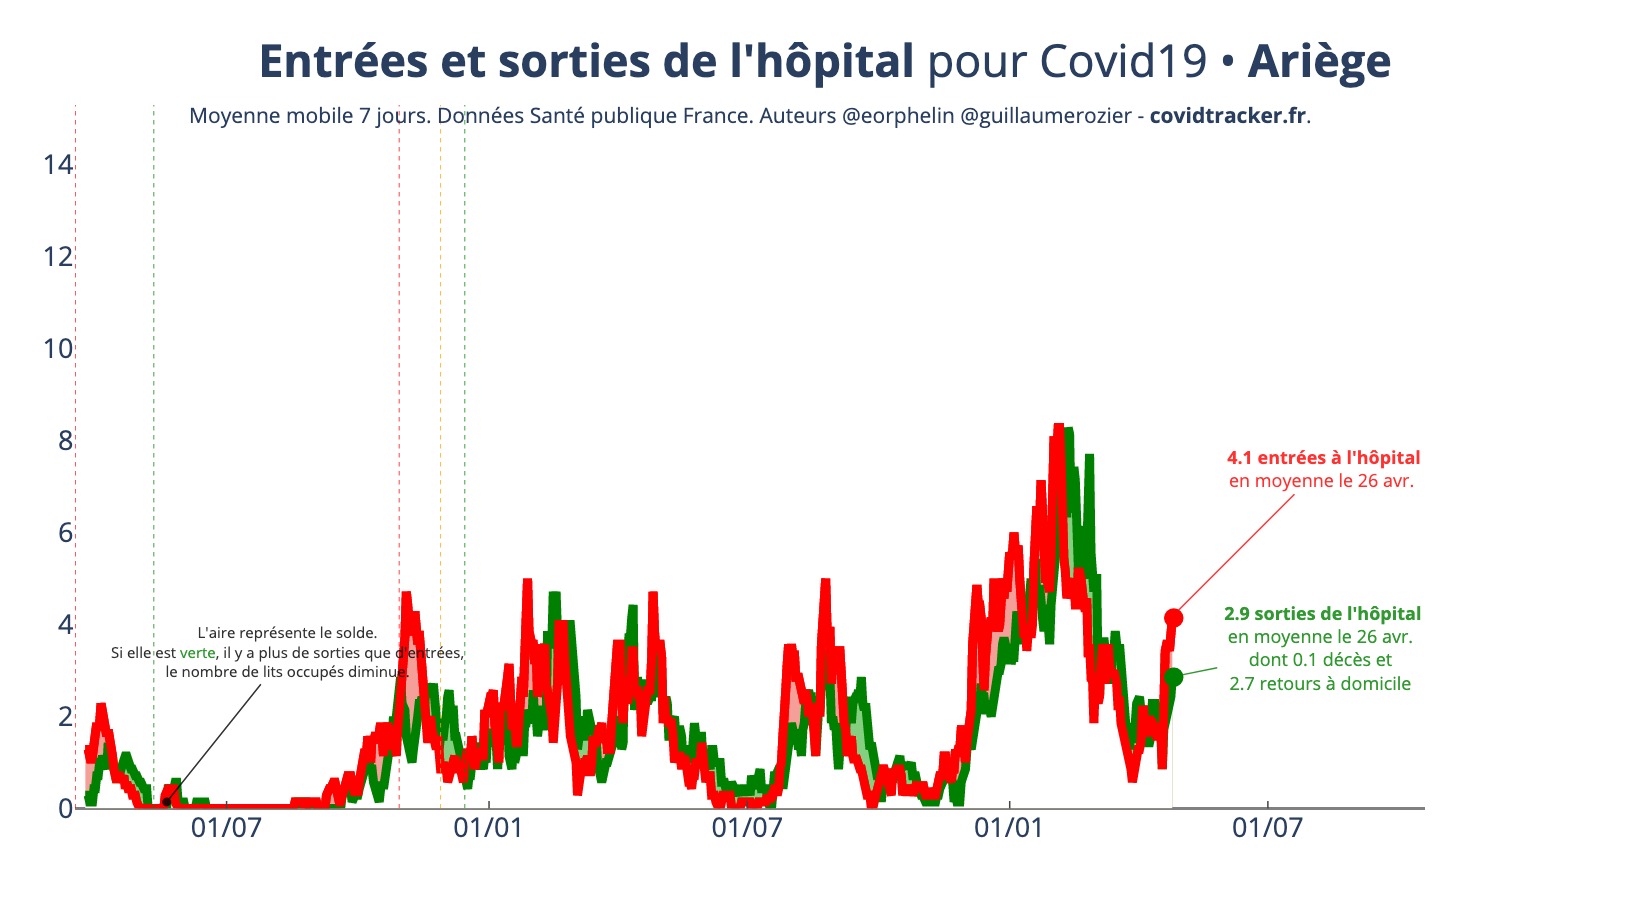 Entrées et sorties de l'hôpital pour Covid19 • Ariège
Moyenne mobile 7 jours. Données Santé publique France. Auteurs @eorphelin @guillaumerozier - covidtracker.fr.
14
12
10
8
6
4
2
0
4.1 entrées à l'hôpital
en moyenne le 26 avr.
2.9 sorties de l'hôpital
en moyenne le 26 avr.
dont 0.1 décès et
2.7 retours à domicile
L'aire représente le solde.
Si elle est verte, il y a plus de sorties que d'entrées,
le nombre de lits occupés diminue.
01/07
01/01
01/07
01/01
01/07